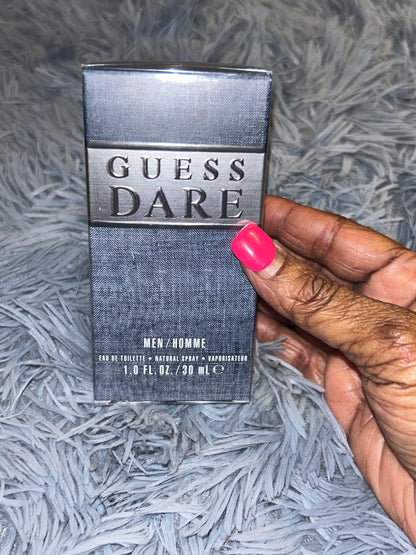 GUESS
DARE
MEN/HOMME
EAU DE TOILETTE • NATURAL SPRAY • VAPORISATEUR
1.0 FL. OZ./30 mL ℮